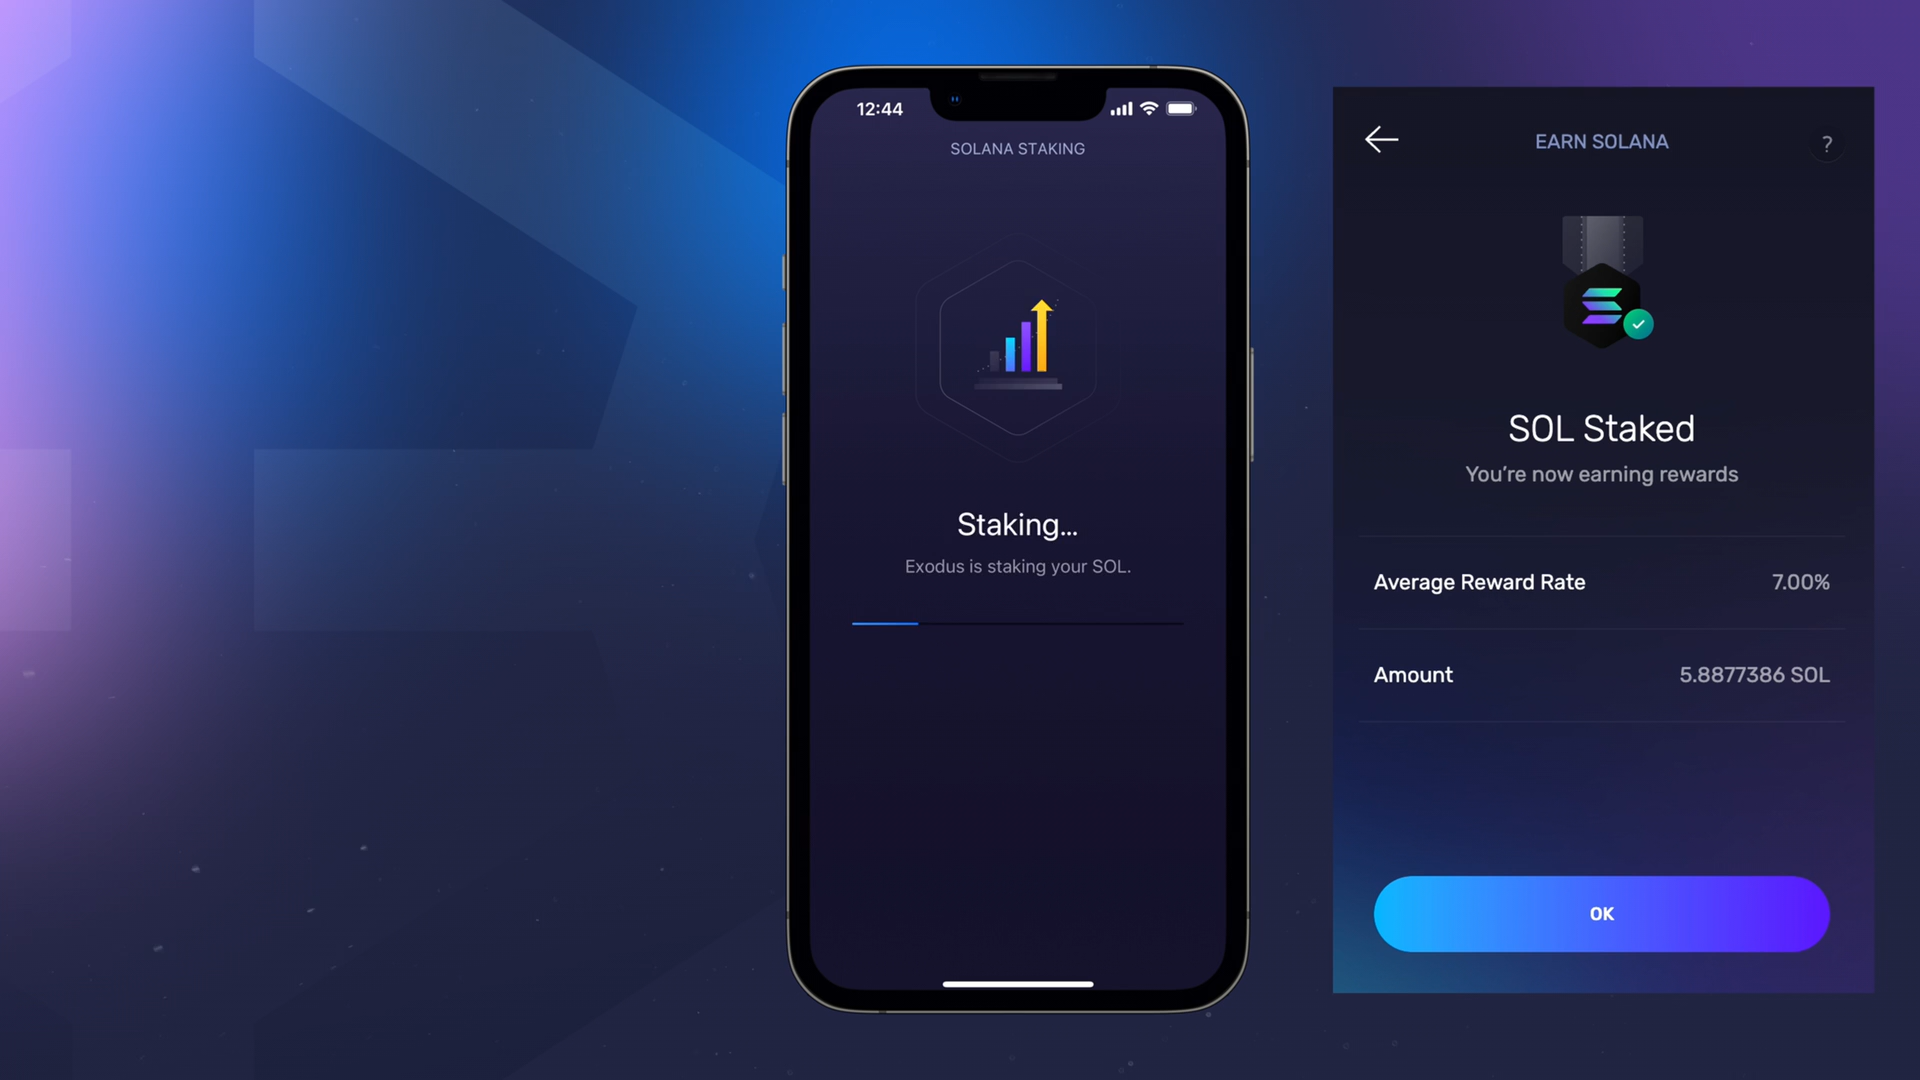 12:44
SOLANA STAKING
Staking...
Exodus is staking your SOL.
EARN SOLANA
?
SOL Staked
You're now earning rewards
Average Reward Rate 7.00%
Amount 5.8877386 SOL
OK